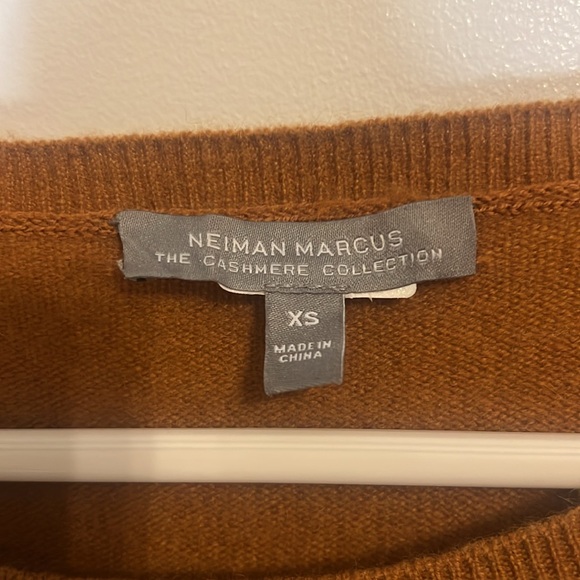 NEIMAN MARCUS
THE CASHMERE COLLECTION
XS
MADE IN
CHINA